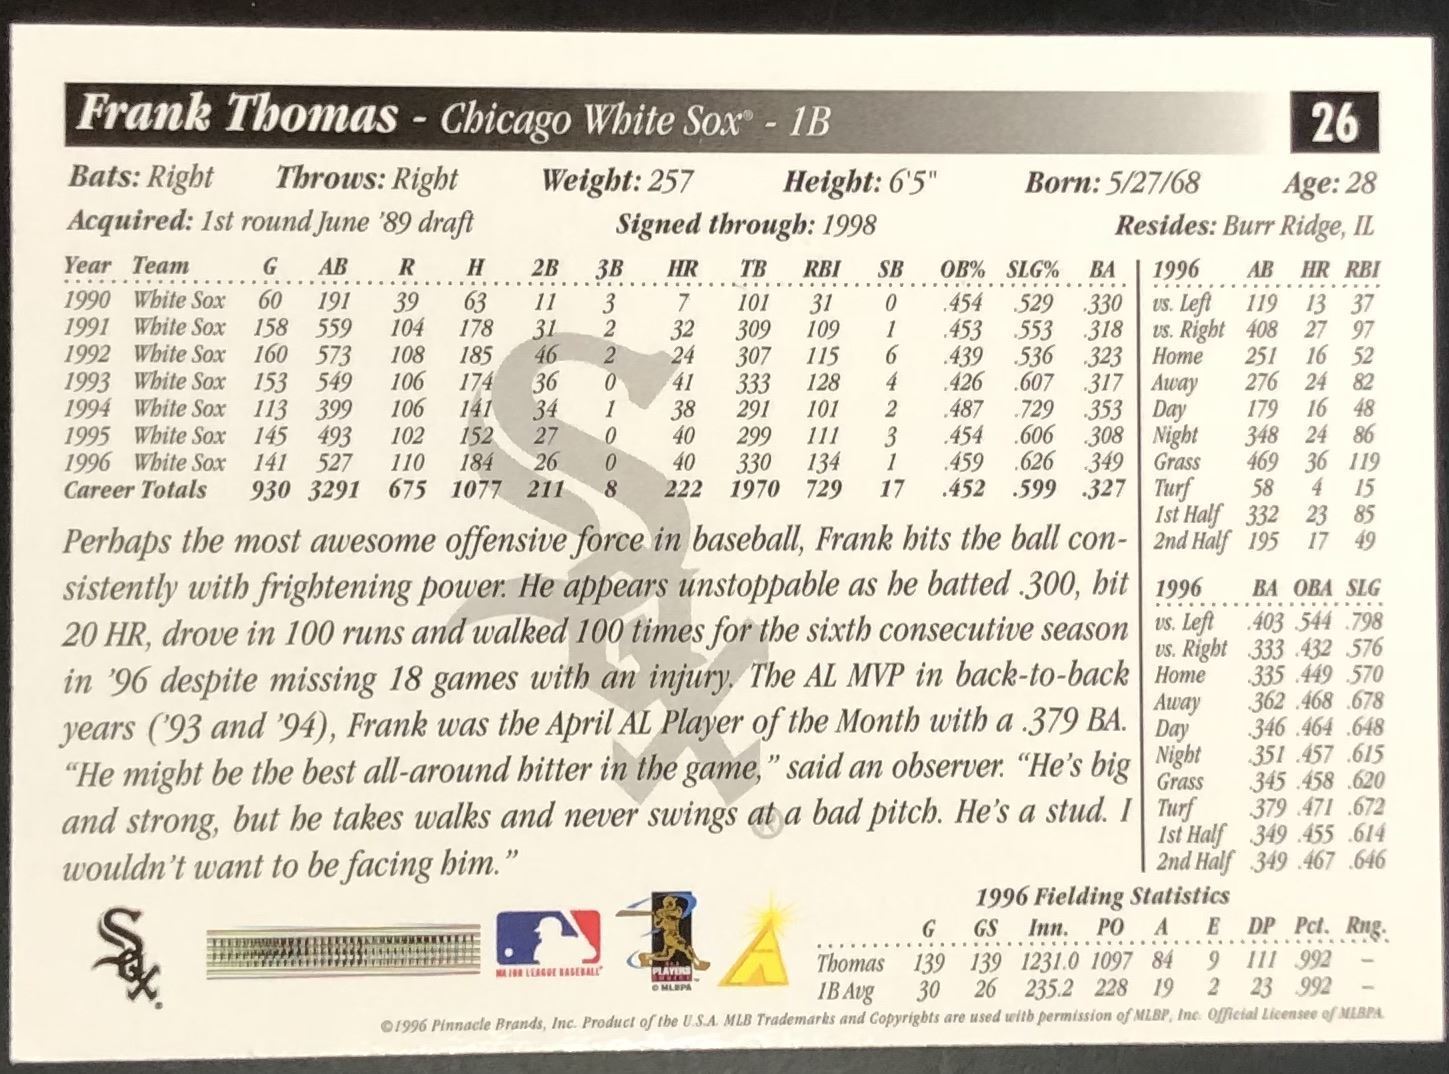 Frank Thomas - Chicago White Sox® - 1B 26
Bats: Right Throws: Right Weight: 257 Height: 6'5" Born: 5/27/68 Age: 28
Acquired: 1st round June '89 draft Signed through: 1998 Resides: Burr Ridge, IL
Year Team G AB R H 2B 3B HR TB RBI SB OB% SLG% BA
1990 White Sox 60 191 39 63 11 3 7 101 31 0 .454 .529 .330
1991 White Sox 158 559 104 178 31 2 32 309 109 1 .453 .553 .318
1992 White Sox 160 573 108 185 46 2 24 307 115 6 .439 .536 .323
1993 White Sox 153 549 106 174 36 0 41 333 128 4 .426 .607 .317
1994 White Sox 113 399 106 141 34 1 38 291 101 2 .487 .729 .353
1995 White Sox 145 493 102 152 27 0 40 299 111 3 .454 .606 .308
1996 White Sox 141 527 110 184 26 0 40 330 134 1 .459 .626 .349
Career Totals 930 3291 675 1077 211 8 222 1970 729 17 .452 .599 .327
Perhaps the most awesome offensive force in baseball, Frank hits the ball con-
sistently with frightening power. He appears unstoppable as he batted .300, hit
20 HR, drove in 100 runs and walked 100 times for the sixth consecutive season
in '96 despite missing 18 games with an injury. The AL MVP in back-to-back
years ('93 and '94), Frank was the April AL Player of the Month with a .379 BA.
“He might be the best all-around hitter in the game,” said an observer. “He's big
and strong, but he takes walks and never swings at a bad pitch. He's a stud. I
wouldn't want to be facing him.”
1996 AB HR RBI
vs. Left 119 13 37
vs. Right 408 27 97
Home 251 16 52
Away 276 24 82
Day 179 16 48
Night 348 24 86
Grass 469 36 119
Turf 58 4 15
1st Half 332 23 85
2nd Half 195 17 49
1996 BA OBA SLG
vs. Left .403 .544 .798
vs. Right .333 .432 .576
Home .335 .449 .570
Away .362 .468 .678
Day .346 .464 .648
Night .351 .457 .615
Grass .345 .458 .620
Turf .379 .471 .672
1st Half .349 .455 .614
2nd Half .349 .467 .646
1996 Fielding Statistics
G GS Inn. PO A E DP Pct. Rng.
Thomas 139 139 1231.0 1097 84 9 111 .992 –
1B Avg 30 26 235.2 228 19 2 23 .992 –
Sox
MAJOR LEAGUE BASEBALL
PLAYERS
CHOICE
© MLBPA
©1996 Pinnacle Brands, Inc. Product of the U.S.A. MLB Trademarks and Copyrights are used with permission of MLBP, Inc. Official Licensee of MLBPA.